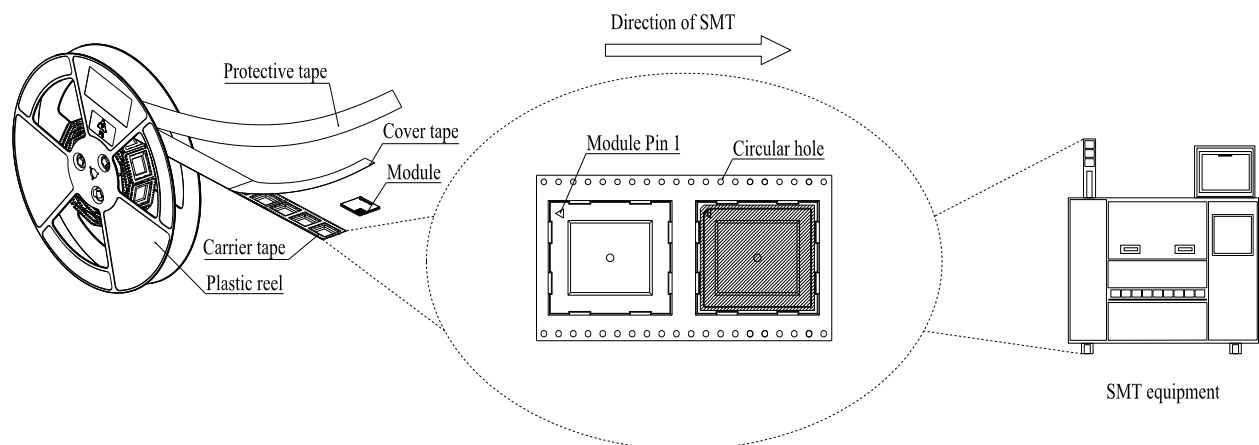 Direction of SMT
Protective tape
Cover tape
Module
Module Pin 1
Circular hole
Carrier tape
Plastic reel
SMT equipment